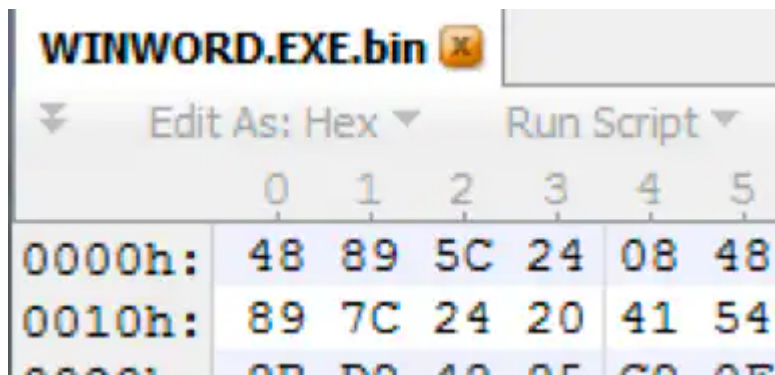 WINWORD.EXE.bin
Edit As: Hex Run Script
0 1 2 3 4 5
0000h: 48 89 5C 24 08 48
0010h: 89 7C 24 20 41 54